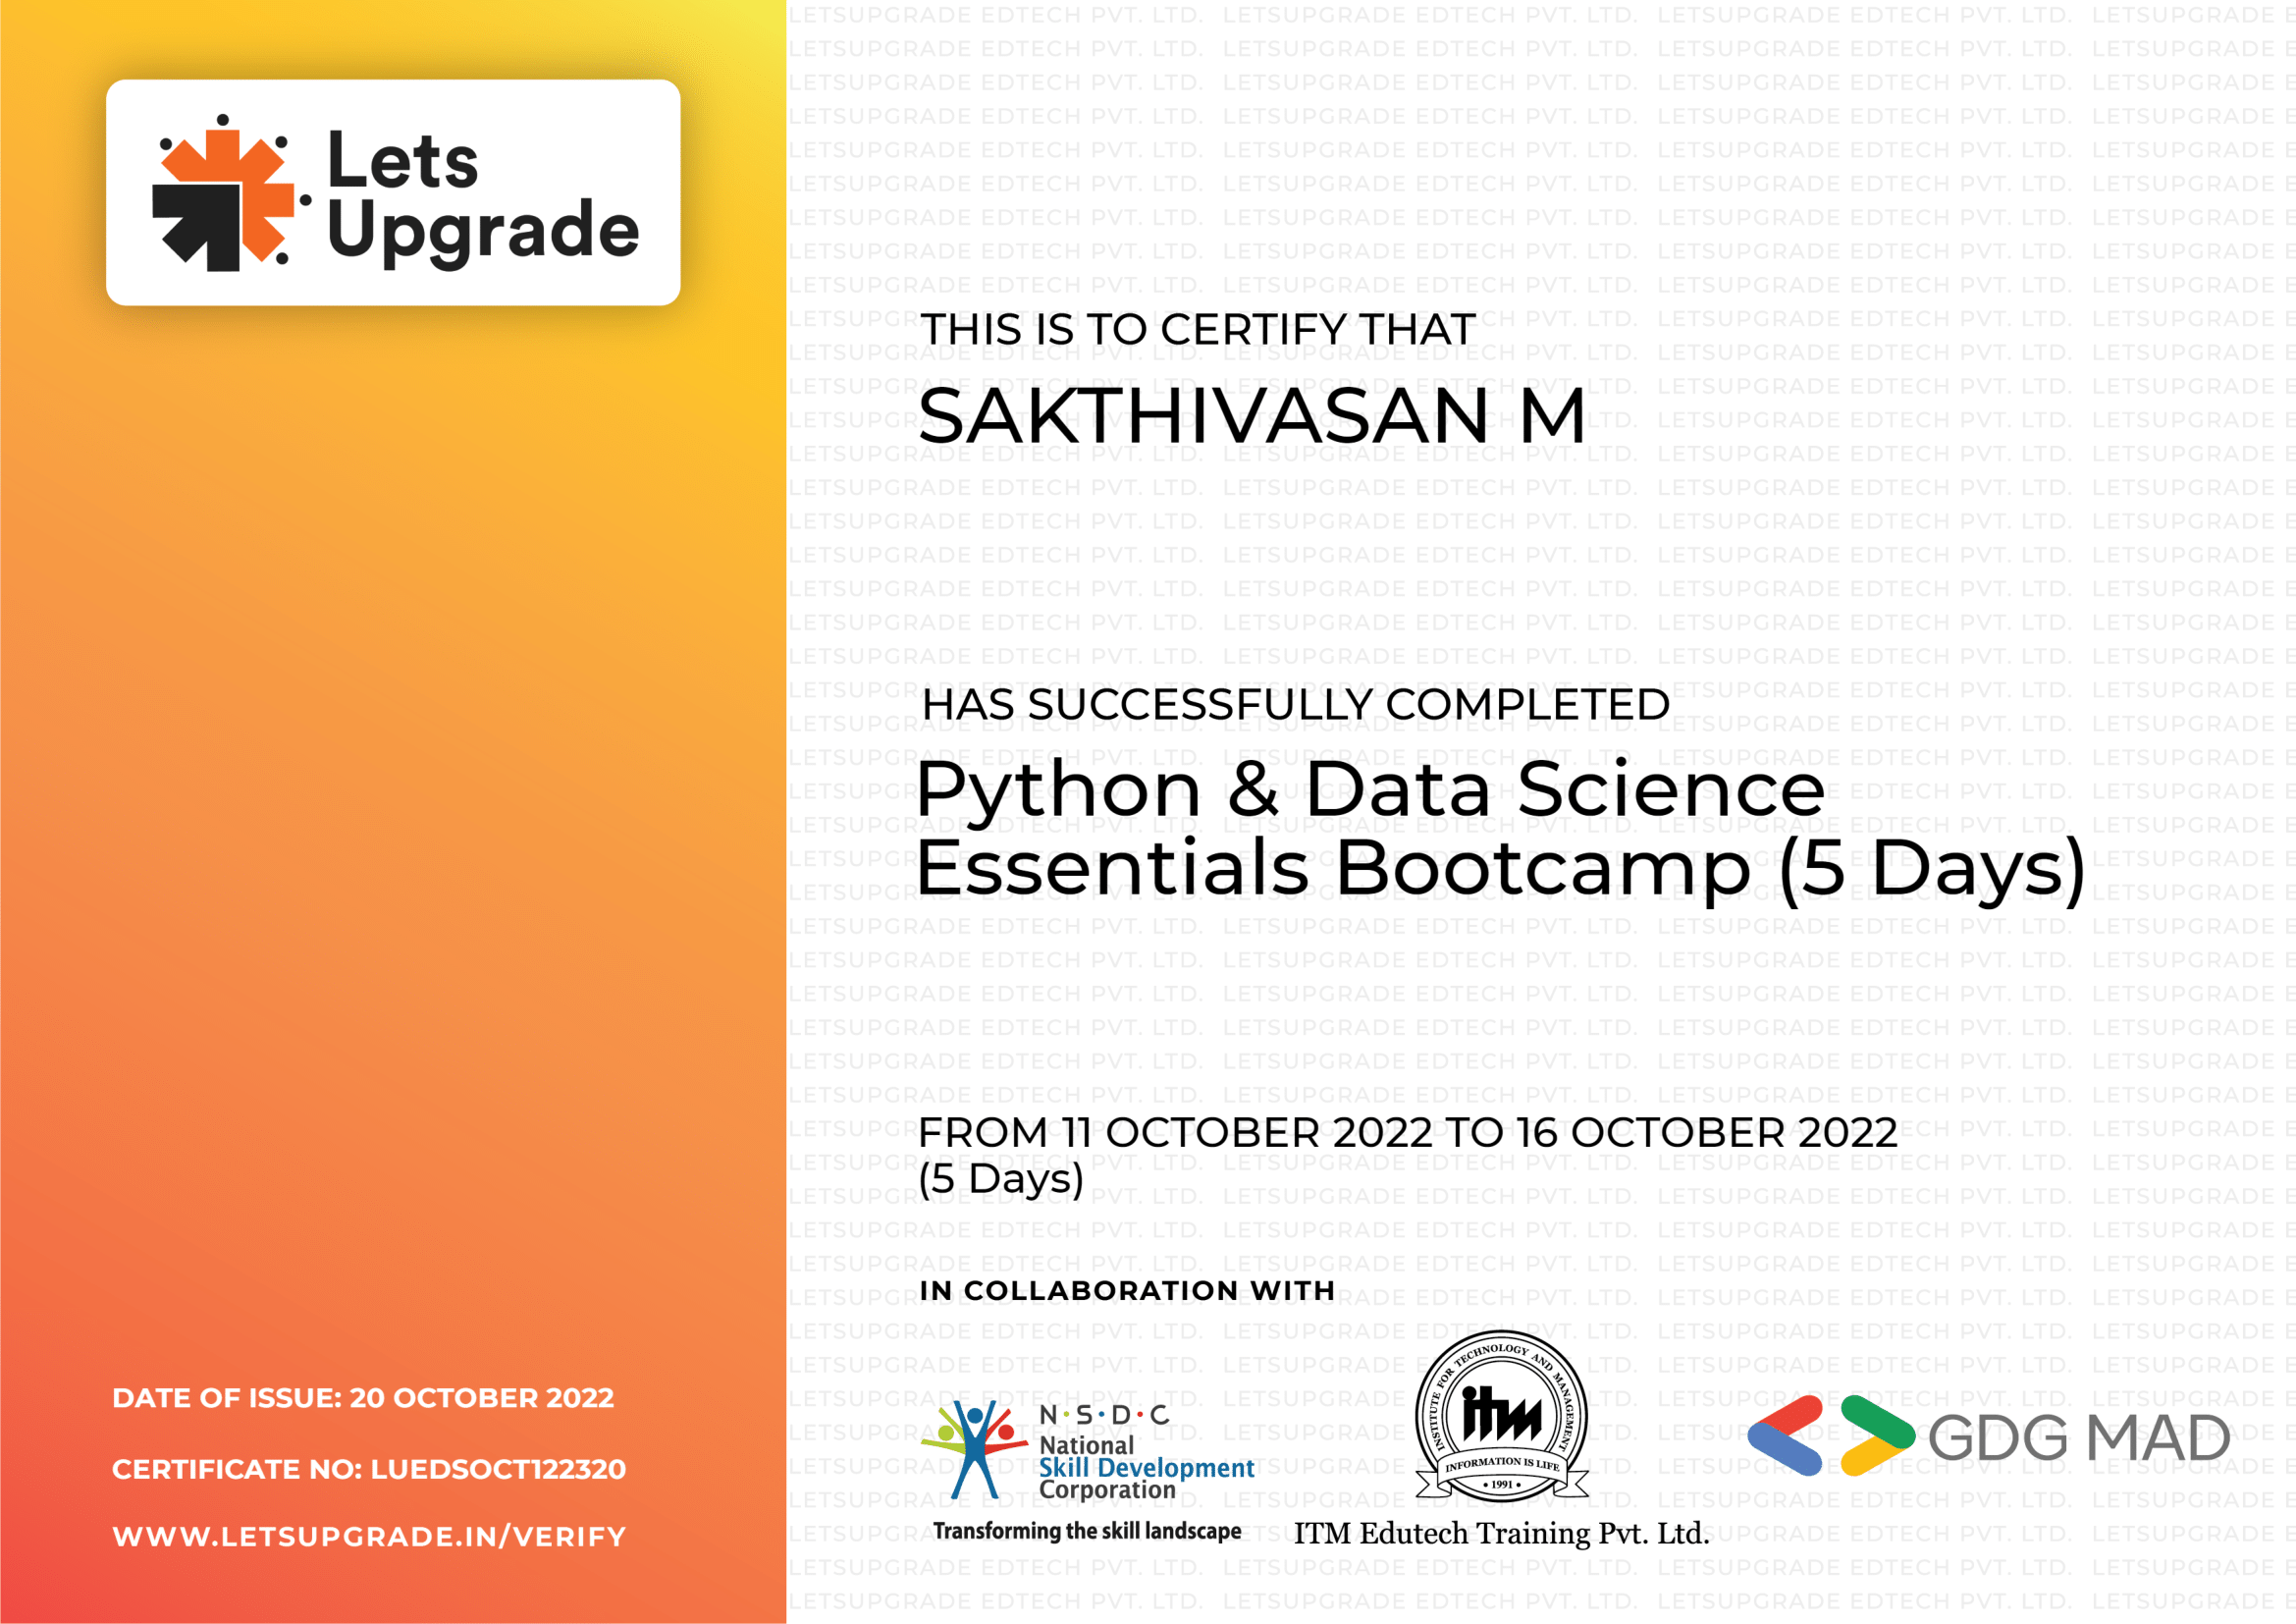 Lets
Upgrade
THIS IS TO CERTIFY THAT
SAKTHIVASAN M
HAS SUCCESSFULLY COMPLETED
Python & Data Science
Essentials Bootcamp (5 Days)
FROM 11 OCTOBER 2022 TO 16 OCTOBER 2022
(5 Days)
IN COLLABORATION WITH
N·S·D·C
National
Skill Development
Corporation
Transforming the skill landscape
INSTITUTE FOR TECHNOLOGY AND MANAGEMENT
itm
INFORMATION IS LIFE
• 1991 •
ITM Edutech Training Pvt. Ltd.
GDG MAD
DATE OF ISSUE: 20 OCTOBER 2022
CERTIFICATE NO: LUEDSOCT122320
WWW.LETSUPGRADE.IN/VERIFY
LETSUPGRADE EDTECH PVT. LTD.